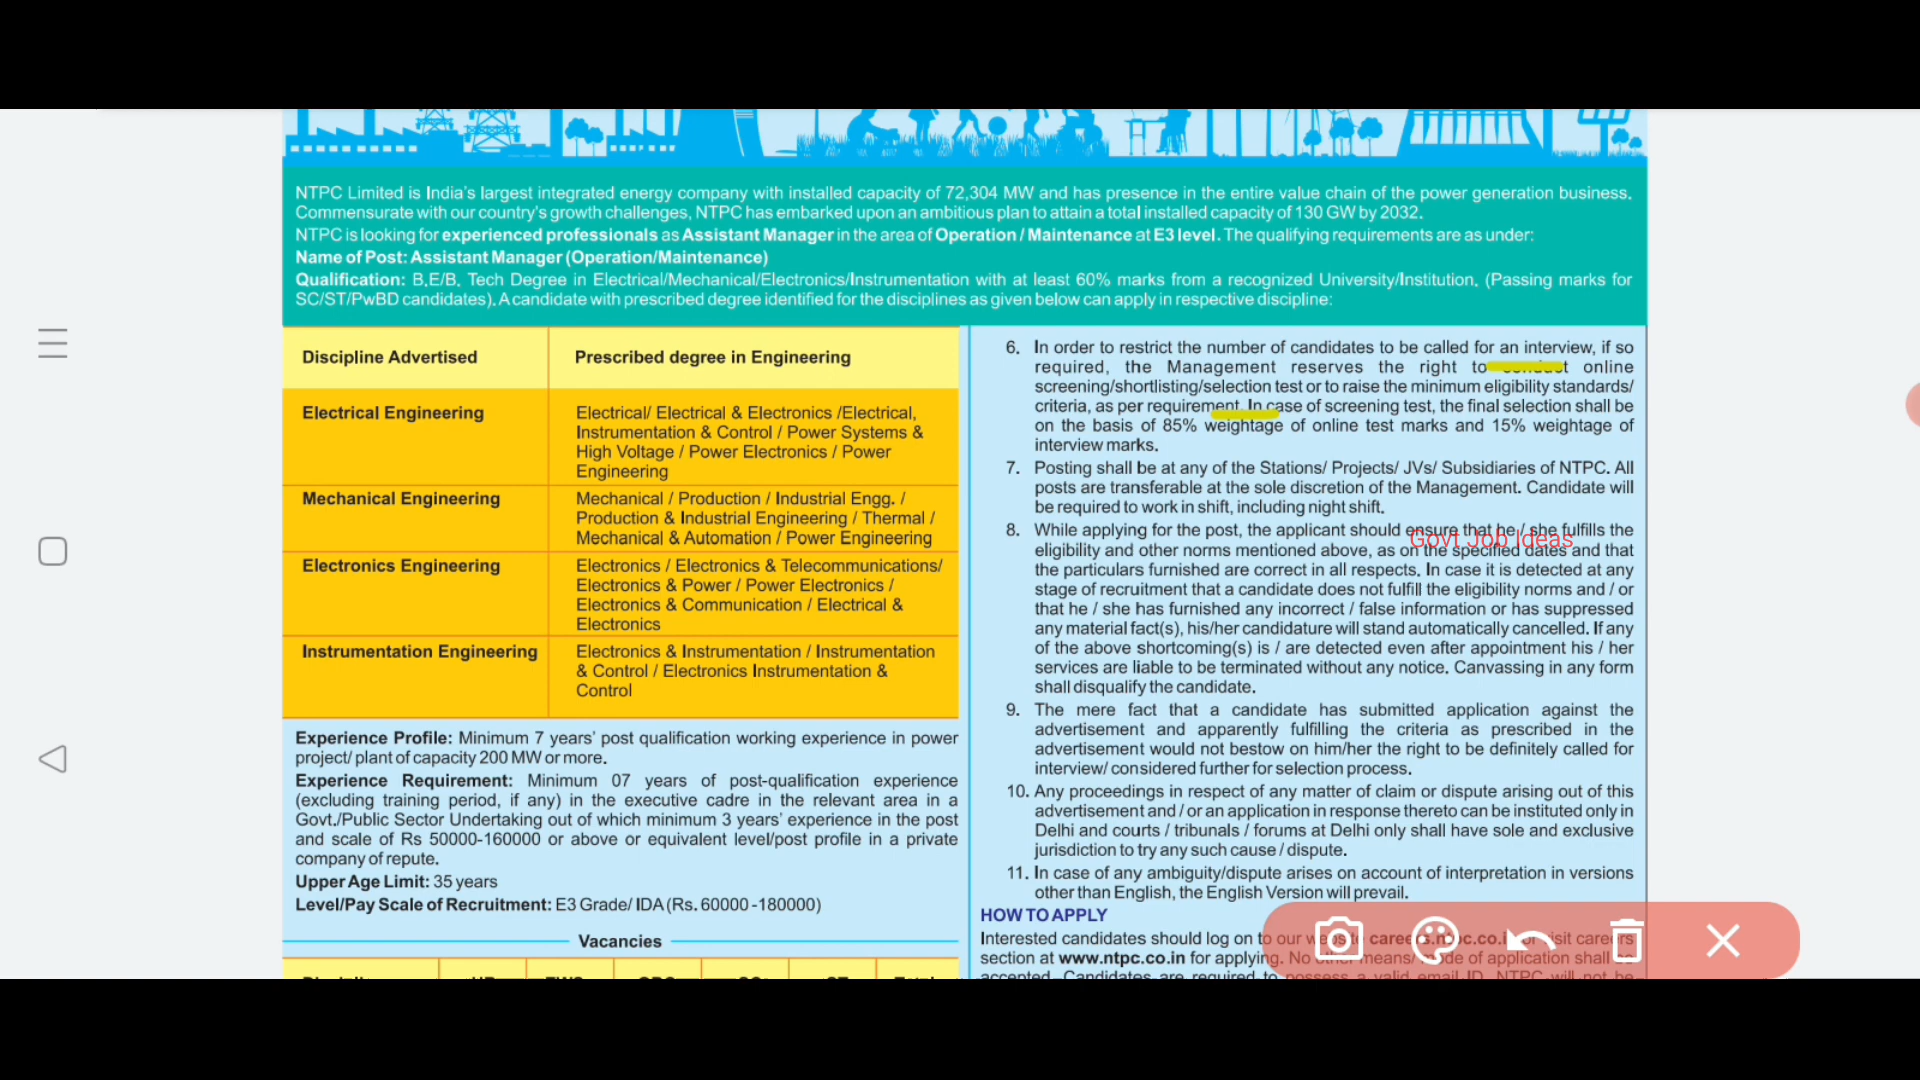 NTPC Limited is India's largest integrated energy company with installed capacity of 72,304 MW and has presence in the entire value chain of the power generation business.
Commensurate with our country's growth challenges, NTPC has embarked upon an ambitious plan to attain a total installed capacity of 130 GW by 2032.
NTPC is looking for experienced professionals as Assistant Manager in the area of Operation / Maintenance at E3 level. The qualifying requirements are as under:
Name of Post: Assistant Manager (Operation/Maintenance)
Qualification: B.E/B. Tech Degree in Electrical/Mechanical/Electronics/Instrumentation with at least 60% marks from a recognized University/Institution. (Passing marks for
SC/ST/PwBD candidates). A candidate with prescribed degree identified for the disciplines as given below can apply in respective discipline:
Discipline Advertised
Prescribed degree in Engineering
Electrical Engineering
Electrical/ Electrical & Electronics /Electrical,
Instrumentation & Control / Power Systems &
High Voltage / Power Electronics / Power
Engineering
Mechanical Engineering
Mechanical / Production / Industrial Engg. /
Production & Industrial Engineering / Thermal /
Mechanical & Automation / Power Engineering
Electronics Engineering
Electronics / Electronics & Telecommunications/
Electronics & Power / Power Electronics /
Electronics & Communication / Electrical &
Electronics
Instrumentation Engineering
Electronics & Instrumentation / Instrumentation
& Control / Electronics Instrumentation &
Control
Experience Profile: Minimum 7 years' post qualification working experience in power
project/ plant of capacity 200 MW or more.
Experience Requirement: Minimum 07 years of post-qualification experience
(excluding training period, if any) in the executive cadre in the relevant area in a
Govt./Public Sector Undertaking out of which minimum 3 years' experience in the post
and scale of Rs 50000-160000 or above or equivalent level/post profile in a private
company of repute.
Upper Age Limit: 35 years
Level/Pay Scale of Recruitment: E3 Grade/ IDA (Rs. 60000 -180000)
Vacancies
6. In order to restrict the number of candidates to be called for an interview, if so
required, the Management reserves the right to conduct online
screening/shortlisting/selection test or to raise the minimum eligibility standards/
criteria, as per requirement. In case of screening test, the final selection shall be
on the basis of 85% weightage of online test marks and 15% weightage of
interview marks.
7. Posting shall be at any of the Stations/ Projects/ JVs/ Subsidiaries of NTPC. All
posts are transferable at the sole discretion of the Management. Candidate will
be required to work in shift, including night shift.
8. While applying for the post, the applicant should ensure that he / she fulfills the
Govt Job Ideas
eligibility and other norms mentioned above, as on the specified dates and that
the particulars furnished are correct in all respects. In case it is detected at any
stage of recruitment that a candidate does not fulfill the eligibility norms and / or
that he / she has furnished any incorrect / false information or has suppressed
any material fact(s), his/her candidature will stand automatically cancelled. If any
of the above shortcoming(s) is / are detected even after appointment his / her
services are liable to be terminated without any notice. Canvassing in any form
shall disqualify the candidate.
9. The mere fact that a candidate has submitted application against the
advertisement and apparently fulfilling the criteria as prescribed in the
advertisement would not bestow on him/her the right to be definitely called for
interview/ considered further for selection process.
10. Any proceedings in respect of any matter of claim or dispute arising out of this
advertisement and / or an application in response thereto can be instituted only in
Delhi and courts / tribunals / forums at Delhi only shall have sole and exclusive
jurisdiction to try any such cause / dispute.
11. In case of any ambiguity/dispute arises on account of interpretation in versions
other than English, the English Version will prevail.
HOW TO APPLY
Interested candidates should log on to our website careers.ntpc.co.in or visit careers
section at www.ntpc.co.in for applying. No other means/ mode of application shall be
accepted. Candidates are required to possess a valid email ID. NTPC will not be